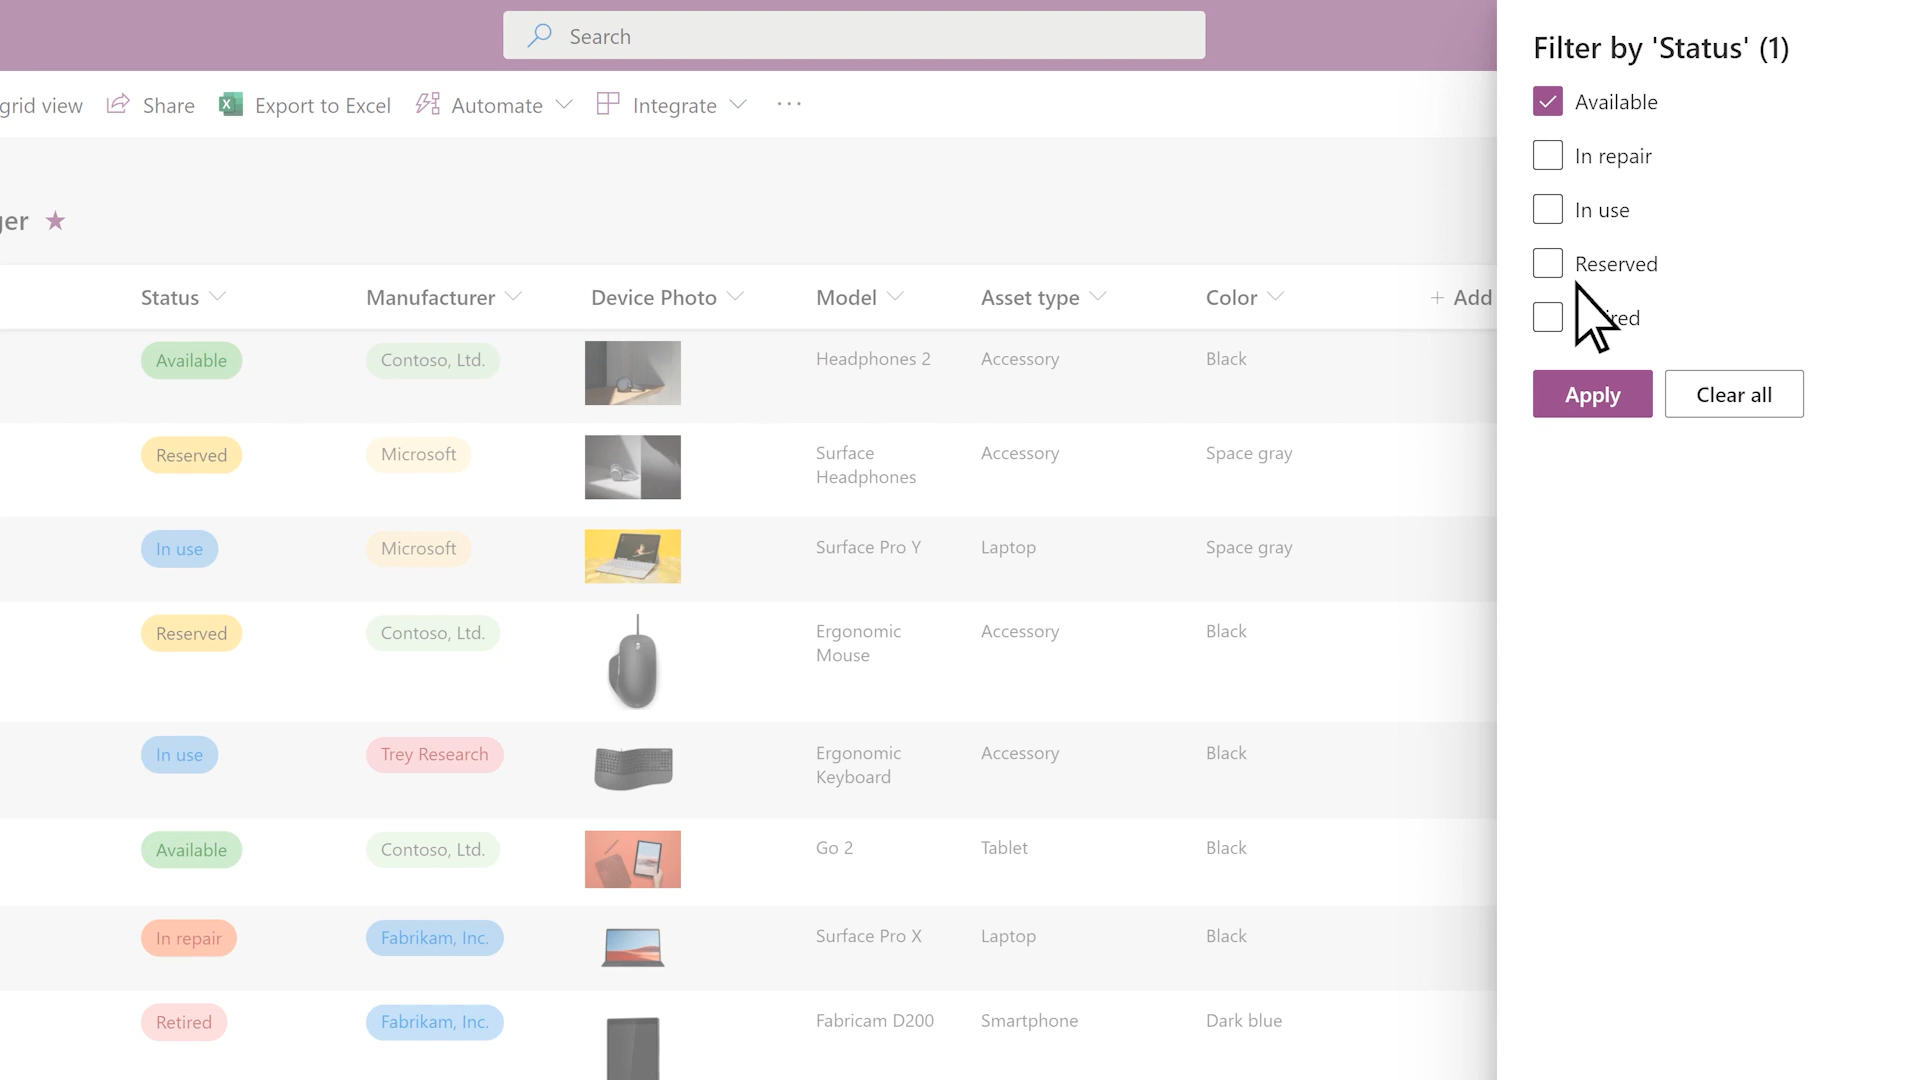 Search
Filter by 'Status' (1)
Available
In repair
In use
Reserved
Apply
Clear all
grid view
Share
Export to Excel
Automate
Integrate
Status
Manufacturer
Device Photo
Model
Asset type
Color
+ Add
Available
Contoso, Ltd.
Headphones 2
Accessory
Black
Reserved
Microsoft
Surface
Headphones
Accessory
Space gray
In use
Microsoft
Surface Pro Y
Laptop
Space gray
Reserved
Contoso, Ltd.
Ergonomic
Mouse
Accessory
Black
In use
Trey Research
Ergonomic
Keyboard
Accessory
Black
Available
Contoso, Ltd.
Go 2
Tablet
Black
In repair
Fabrikam, Inc.
Surface Pro X
Laptop
Black
Retired
Fabrikam, Inc.
Fabricam D200
Smartphone
Dark blue